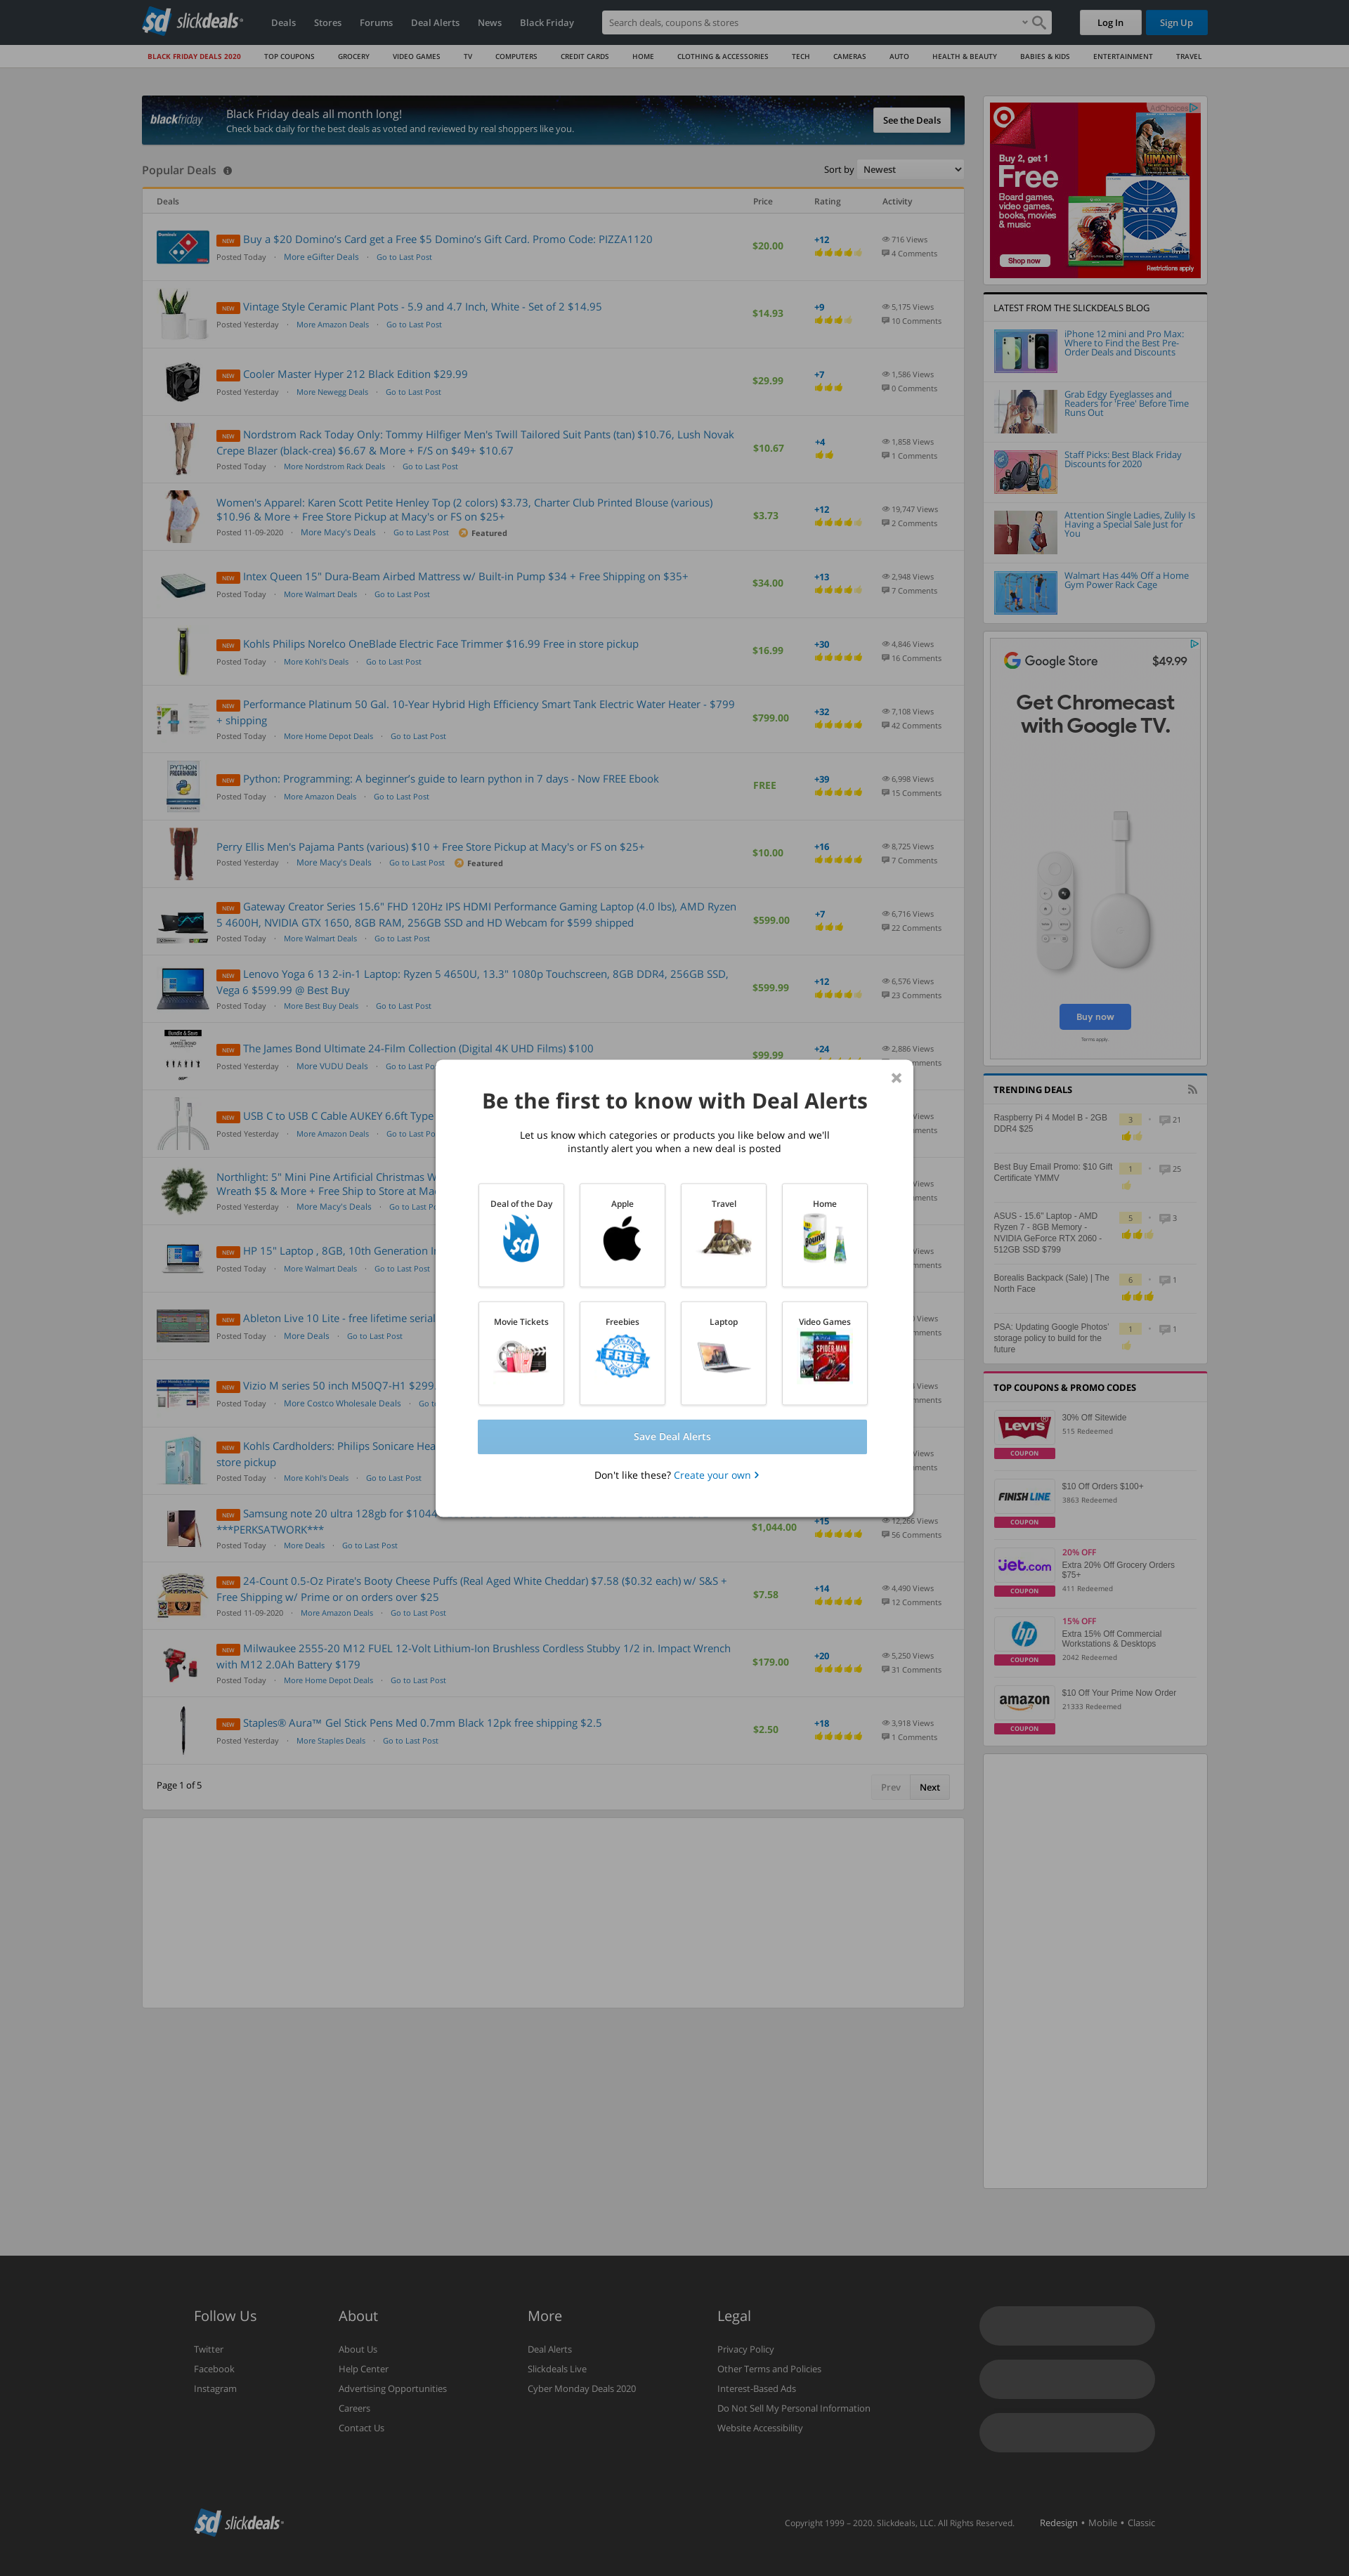 slickdeals
Deals
Stores
Forums
Deal Alerts
News
Black Friday
Search deals, coupons & stores
Log In
Sign Up
BLACK FRIDAY DEALS 2020
TOP COUPONS
GROCERY
VIDEO GAMES
TV
COMPUTERS
CREDIT CARDS
HOME
CLOTHING & ACCESSORIES
TECH
CAMERAS
AUTO
HEALTH & BEAUTY
BABIES & KIDS
ENTERTAINMENT
TRAVEL
blackfriday
Black Friday deals all month long!
Check back daily for the best deals as voted and reviewed by real shoppers like you.
See the Deals
Popular Deals
Sort by Newest
Deals Price Rating Activity
NEW Buy a $20 Domino's Card get a Free $5 Domino's Gift Card. Promo Code: PIZZA1120
Posted Today · More eGifter Deals · Go to Last Post
$20.00
+12
716 Views
4 Comments
NEW Vintage Style Ceramic Plant Pots - 5.9 and 4.7 Inch, White - Set of 2 $14.95
Posted Yesterday · More Amazon Deals · Go to Last Post
$14.93
+9
5,175 Views
10 Comments
NEW Cooler Master Hyper 212 Black Edition $29.99
Posted Yesterday · More Newegg Deals · Go to Last Post
$29.99
+7
1,586 Views
0 Comments
NEW Nordstrom Rack Today Only: Tommy Hilfiger Men's Twill Tailored Suit Pants (tan) $10.76, Lush Novak
Crepe Blazer (black-crea) $6.67 & More + F/S on $49+ $10.67
Posted Today · More Nordstrom Rack Deals · Go to Last Post
$10.67
+4
1,858 Views
1 Comments
Women's Apparel: Karen Scott Petite Henley Top (2 colors) $3.73, Charter Club Printed Blouse (various)
$10.96 & More + Free Store Pickup at Macy's or FS on $25+
Posted 11-09-2020 · More Macy's Deals · Go to Last Post Featured
$3.73
+12
19,747 Views
2 Comments
NEW Intex Queen 15" Dura-Beam Airbed Mattress w/ Built-in Pump $34 + Free Shipping on $35+
Posted Today · More Walmart Deals · Go to Last Post
$34.00
+13
2,948 Views
7 Comments
NEW Kohls Philips Norelco OneBlade Electric Face Trimmer $16.99 Free in store pickup
Posted Today · More Kohl's Deals · Go to Last Post
$16.99
+30
4,846 Views
16 Comments
NEW Performance Platinum 50 Gal. 10-Year Hybrid High Efficiency Smart Tank Electric Water Heater - $799
+ shipping
Posted Today · More Home Depot Deals · Go to Last Post
$799.00
+32
7,108 Views
42 Comments
NEW Python: Programming: A beginner's guide to learn python in 7 days - Now FREE Ebook
Posted Today · More Amazon Deals · Go to Last Post
FREE
+39
6,998 Views
15 Comments
Perry Ellis Men's Pajama Pants (various) $10 + Free Store Pickup at Macy's or FS on $25+
Posted Yesterday · More Macy's Deals · Go to Last Post Featured
$10.00
+16
8,725 Views
7 Comments
NEW Gateway Creator Series 15.6" FHD 120Hz IPS HDMI Performance Gaming Laptop (4.0 lbs), AMD Ryzen
5 4600H, NVIDIA GTX 1650, 8GB RAM, 256GB SSD and HD Webcam for $599 shipped
Posted Today · More Walmart Deals · Go to Last Post
$599.00
+7
6,716 Views
22 Comments
NEW Lenovo Yoga 6 13 2-in-1 Laptop: Ryzen 5 4650U, 13.3" 1080p Touchscreen, 8GB DDR4, 256GB SSD,
Vega 6 $599.99 @ Best Buy
Posted Today · More Best Buy Deals · Go to Last Post
$599.99
+12
6,576 Views
23 Comments
NEW The James Bond Ultimate 24-Film Collection (Digital 4K UHD Films) $100
Posted Yesterday · More VUDU Deals · Go to Last
$99.99
+24
2,886 Views
NEW USB C to USB C Cable AUKEY 6.6ft Type
Posted Yesterday · More Amazon Deals · Go to Last
Northlight: 5" Mini Pine Artificial Christmas
Wreath $5 & More + Free Ship to Store at
Posted Yesterday · More Macy's Deals · Go to Last
NEW HP 15" Laptop , 8GB, 10th Generation
Posted Today · More Walmart Deals · Go to Last Post
NEW Ableton Live 10 Lite - free lifetime serial
Posted Today · More Deals · Go to Last Post
NEW Vizio M series 50 inch M50Q7-H1 $299.
Posted Today · More Costco Wholesale Deals · Go
NEW Kohls Cardholders: Philips Sonicare
store pickup
Posted Today · More Kohl's Deals · Go to Last Post
NEW Samsung note 20 ultra 128gb for $1044
***PERKSATWORK***
Posted Today · More Deals · Go to Last Post
$1,044.00
+15
12,266 Views
56 Comments
NEW 24-Count 0.5-Oz Pirate's Booty Cheese Puffs (Real Aged White Cheddar) $7.58 ($0.32 each) w/ S&S +
Free Shipping w/ Prime or on orders over $25
Posted 11-09-2020 · More Amazon Deals · Go to Last Post
$7.58
+14
4,490 Views
12 Comments
NEW Milwaukee 2555-20 M12 FUEL 12-Volt Lithium-Ion Brushless Cordless Stubby 1/2 in. Impact Wrench
with M12 2.0Ah Battery $179
Posted Today · More Home Depot Deals · Go to Last Post
$179.00
+20
5,250 Views
31 Comments
NEW Staples® Aura™ Gel Stick Pens Med 0.7mm Black 12pk free shipping $2.5
Posted Yesterday · More Staples Deals · Go to Last Post
$2.50
+18
3,918 Views
1 Comments
Page 1 of 5
Prev Next
Be the first to know with Deal Alerts
Let us know which categories or products you like below and we'll
instantly alert you when a new deal is posted
Deal of the Day
Apple
Travel
Home
Movie Tickets
Freebies
FREE
Laptop
Video Games
Save Deal Alerts
Don't like these? Create your own
AdChoices
Buy 2, get 1
Free
Board games,
video games,
books, movies
& music
JUMANJI
PAN AM
Shop now
Restrictions apply
LATEST FROM THE SLICKDEALS BLOG
iPhone 12 mini and Pro Max:
Where to Find the Best Pre-
Order Deals and Discounts
Grab Edgy Eyeglasses and
Readers for 'Free' Before Time
Runs Out
Staff Picks: Best Black Friday
Discounts for 2020
Attention Single Ladies, Zulily Is
Having a Special Sale Just for
You
Walmart Has 44% Off a Home
Gym Power Rack Cage
Google Store $49.99
Get Chromecast
with Google TV.
Buy now
Terms apply.
TRENDING DEALS
Raspberry Pi 4 Model B - 2GB
DDR4 $25
3 · 21
Best Buy Email Promo: $10 Gift
Certificate YMMV
1 · 25
ASUS - 15.6" Laptop - AMD
Ryzen 7 - 8GB Memory -
NVIDIA GeForce RTX 2060 -
512GB SSD $799
5 · 3
Borealis Backpack (Sale) | The
North Face
6 · 1
PSA: Updating Google Photos'
storage policy to build for the
future
1 · 1
TOP COUPONS & PROMO CODES
LEVI'S
COUPON
30% Off Sitewide
515 Redeemed
FINISH LINE
COUPON
$10 Off Orders $100+
3863 Redeemed
jet.com
COUPON
20% OFF
Extra 20% Off Grocery Orders
$75+
411 Redeemed
hp
COUPON
15% OFF
Extra 15% Off Commercial
Workstations & Desktops
2042 Redeemed
amazon
COUPON
$10 Off Your Prime Now Order
21333 Redeemed
Follow Us
Twitter
Facebook
Instagram
About
About Us
Help Center
Advertising Opportunities
Careers
Contact Us
More
Deal Alerts
Slickdeals Live
Cyber Monday Deals 2020
Legal
Privacy Policy
Other Terms and Policies
Interest-Based Ads
Do Not Sell My Personal Information
Website Accessibility
slickdeals
Copyright 1999 – 2020. Slickdeals, LLC. All Rights Reserved.
Redesign • Mobile • Classic